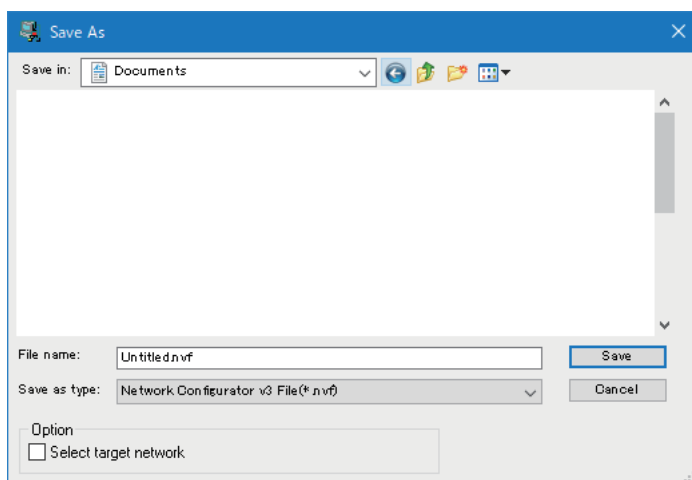 Save As
Save in: Documents
File name: Untitled.nvf
Save
Save as type: Network Configurator v3 File(*.nvf)
Cancel
Option
Select target network